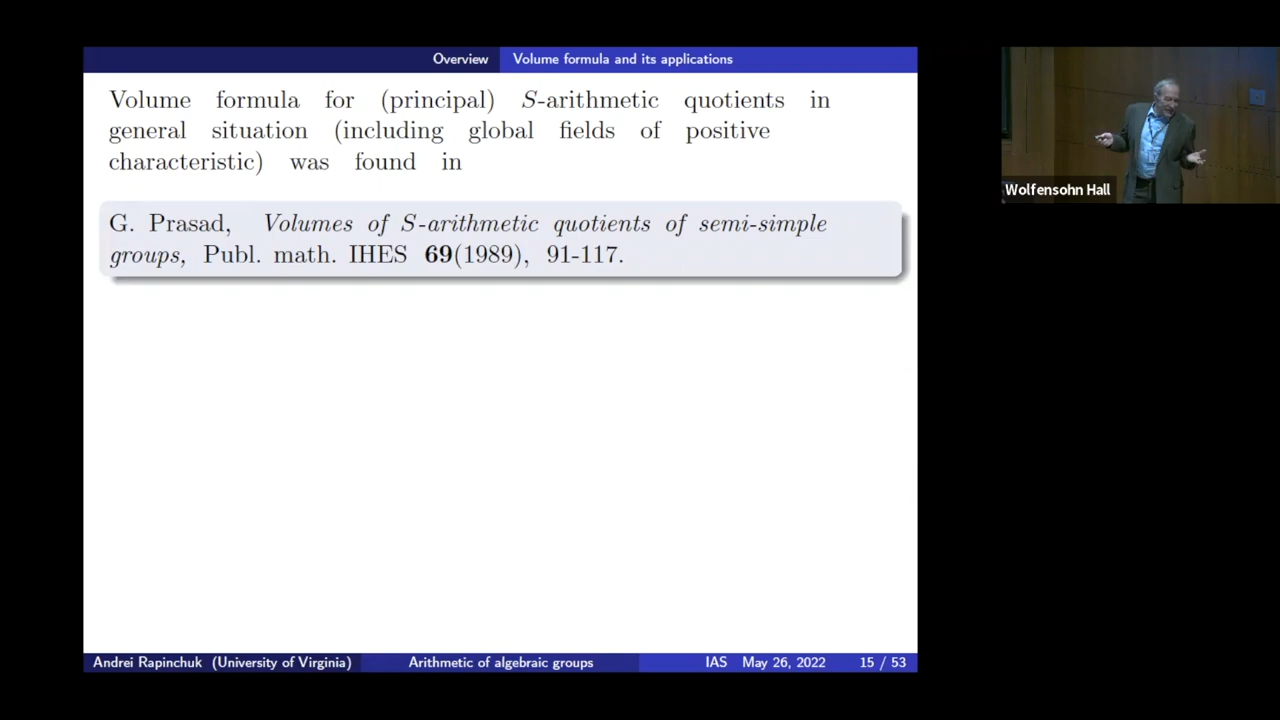 Overview Volume formula and its applications
Volume formula for (principal) S-arithmetic quotients in
general situation (including global fields of positive
characteristic) was found in
G. Prasad, Volumes of S-arithmetic quotients of semi-simple
groups, Publ. math. IHES 69(1989), 91-117.
Wolfensohn Hall
Andrei Rapinchuk (University of Virginia) Arithmetic of algebraic groups IAS May 26, 2022 15 / 53